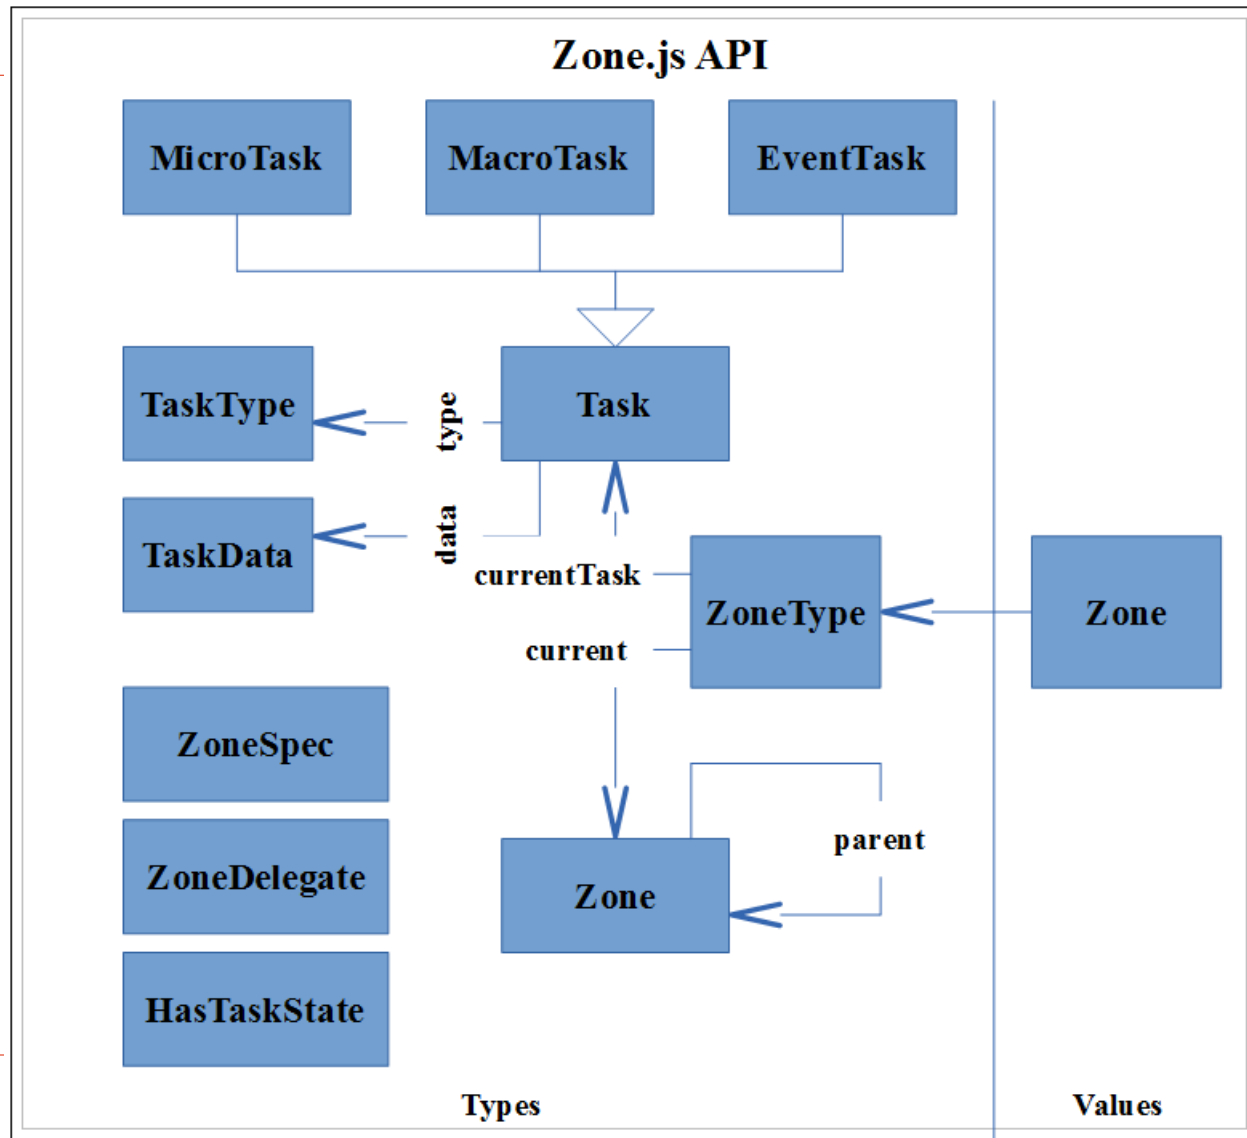 Zone.js API
MicroTask
MacroTask
EventTask
TaskType
type
Task
TaskData
data
currentTask
current
ZoneType
Zone
ZoneSpec
ZoneDelegate
HasTaskState
Zone
parent
Types
Values